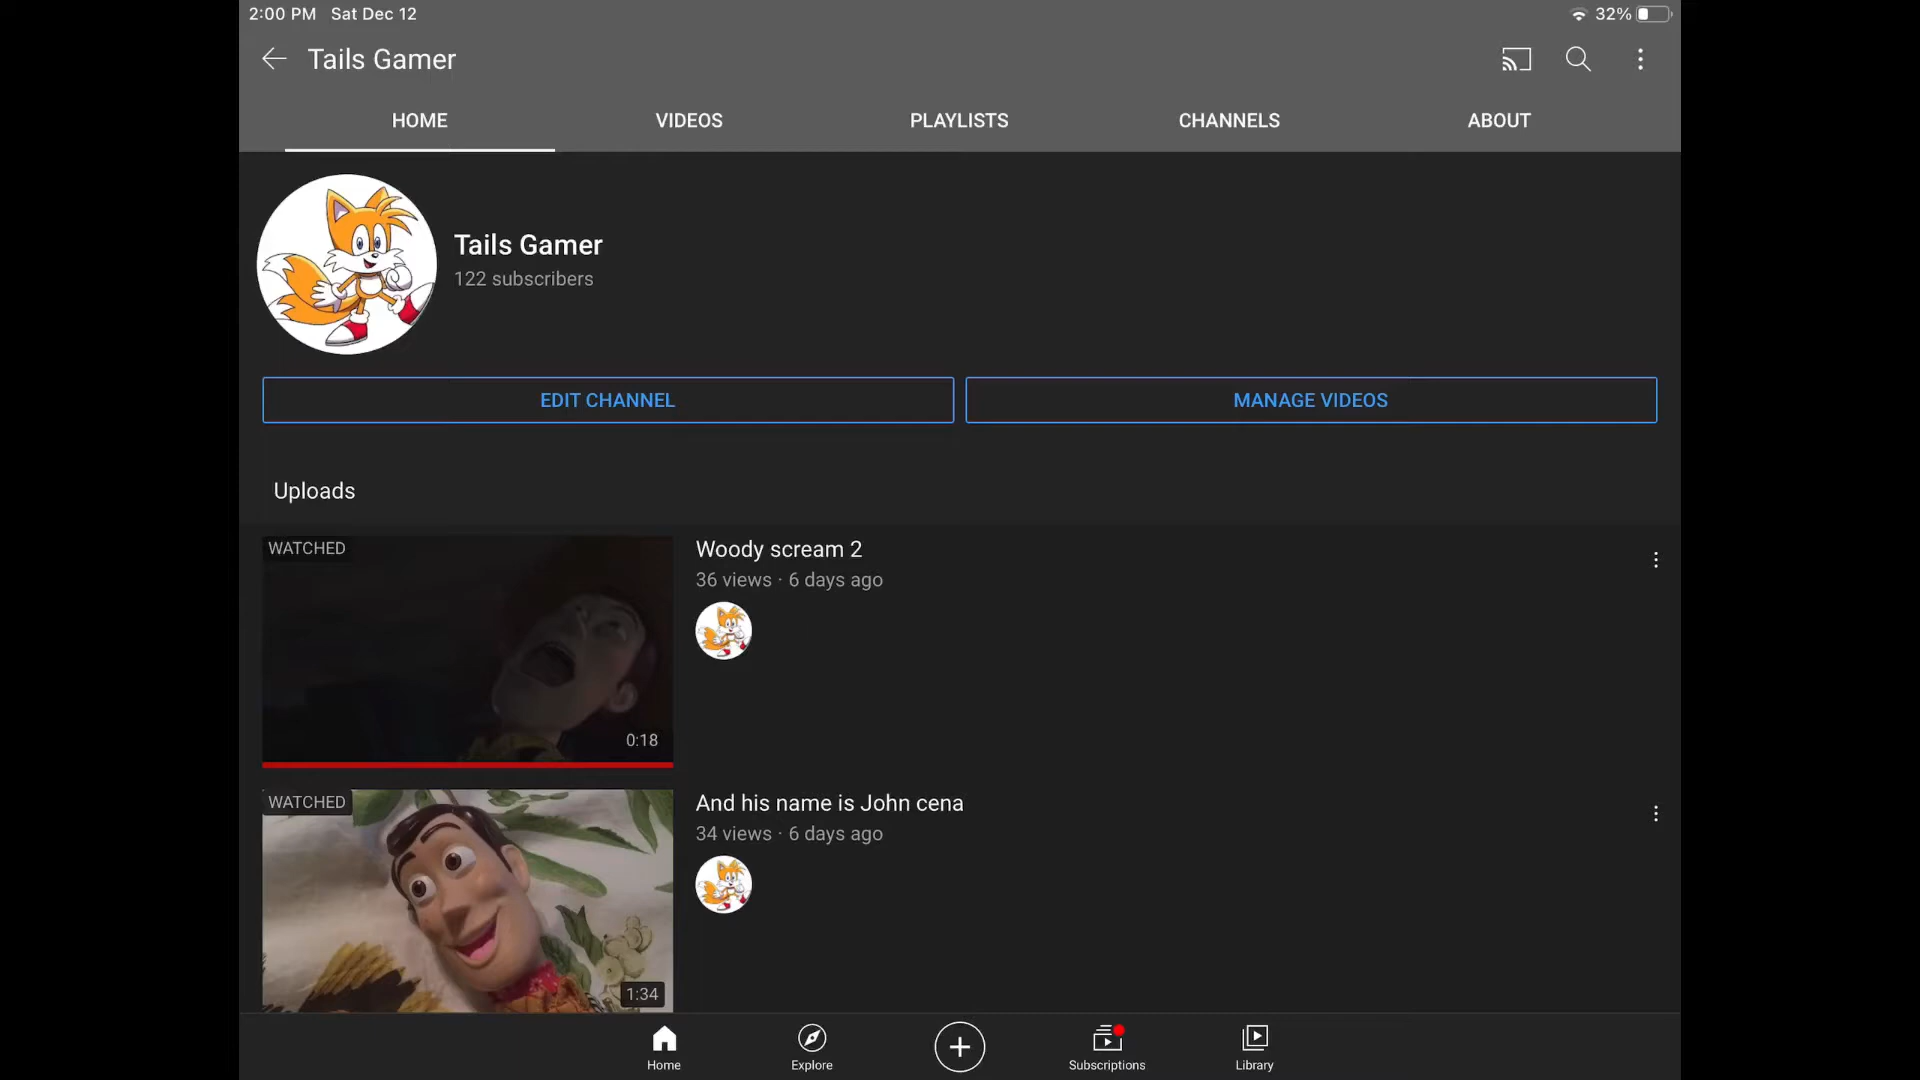 2:00 PM Sat Dec 12
32%
Tails Gamer
HOME VIDEOS PLAYLISTS CHANNELS ABOUT
Tails Gamer
122 subscribers
EDIT CHANNEL MANAGE VIDEOS
Uploads
WATCHED
0:18
Woody scream 2
36 views · 6 days ago
WATCHED
1:34
And his name is John cena
34 views · 6 days ago
Home Explore Subscriptions Library